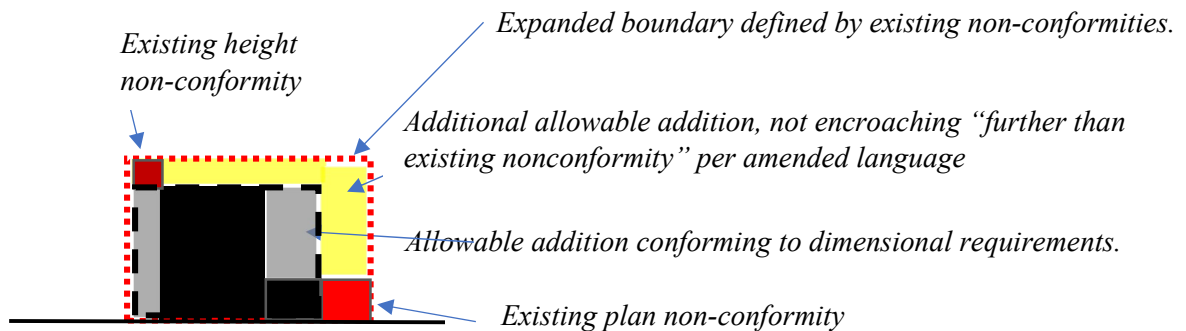 Expanded boundary defined by existing non-conformities.
Existing height
non-conformity
Additional allowable addition, not encroaching “further than
existing nonconformity” per amended language
Allowable addition conforming to dimensional requirements.
Existing plan non-conformity